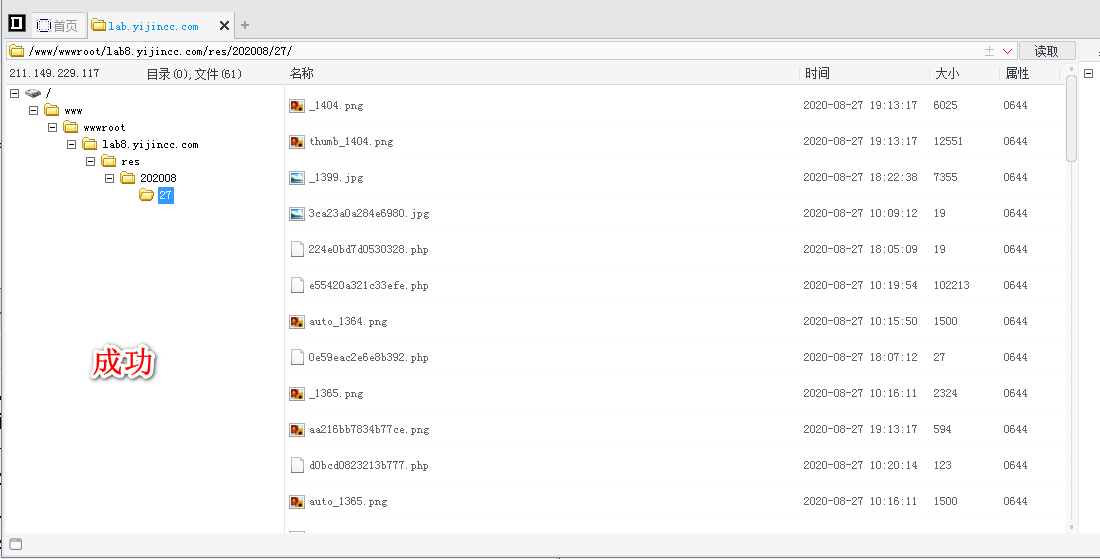 首页
lab.yijincc.com
/www/wwwroot/lab8.yijincc.com/res/202008/27/
读取
211.149.229.117 目录(0),文件(61) 名称 时间 大小 属性
/
www
wwwroot
lab8.yijincc.com
res
202008
27
_1404.png 2020-08-27 19:13:17 6025 0644
thumb_1404.png 2020-08-27 19:13:17 12551 0644
_1399.jpg 2020-08-27 18:22:38 7355 0644
3ca23a0a284e6980.jpg 2020-08-27 10:09:12 19 0644
224e0bd7d0530328.php 2020-08-27 18:05:09 19 0644
e55420a321c33efe.php 2020-08-27 10:19:54 102213 0644
auto_1364.png 2020-08-27 10:15:50 1500 0644
0e59eac2e6e8b392.php 2020-08-27 18:07:12 27 0644
_1365.png 2020-08-27 10:16:11 2324 0644
aa216bb7834b77ce.png 2020-08-27 19:13:17 594 0644
d0bcd0823213b777.php 2020-08-27 10:20:14 123 0644
auto_1365.png 2020-08-27 10:16:11 1500 0644
成功